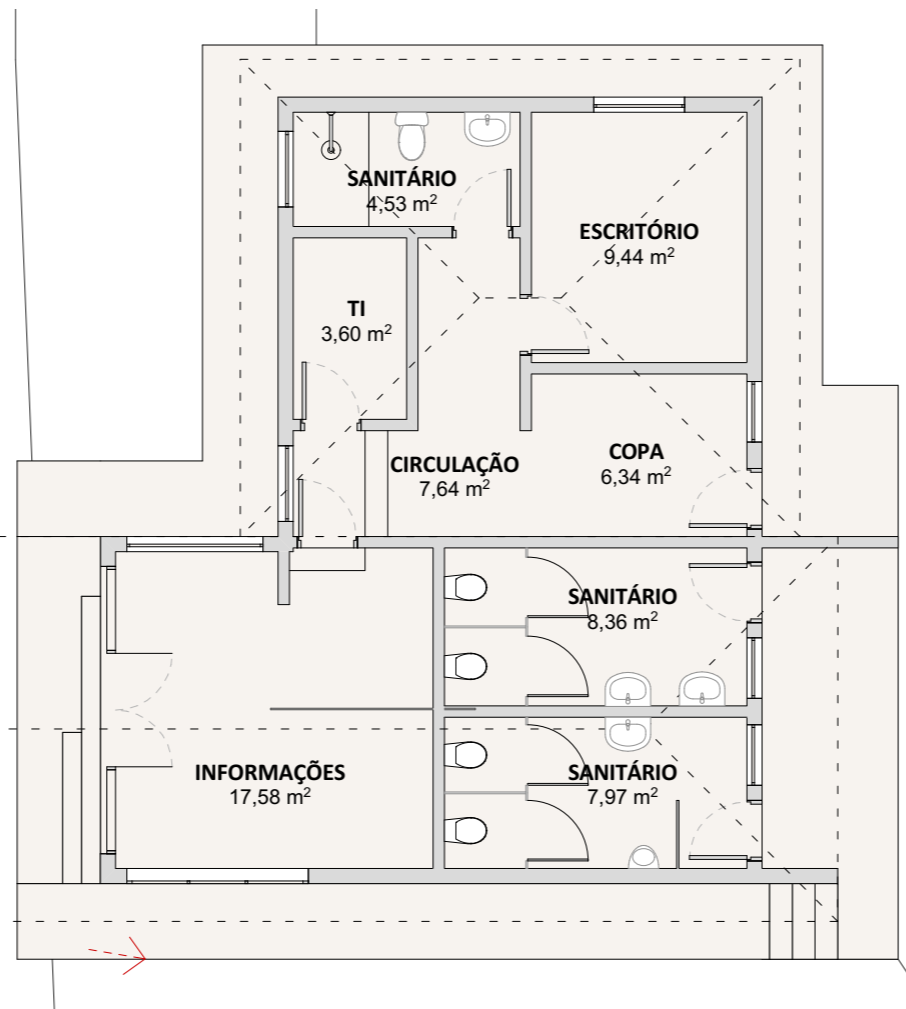 SANITÁRIO
4,53 m²
ESCRITÓRIO
9,44 m²
TI
3,60 m²
CIRCULAÇÃO
7,64 m²
COPA
6,34 m²
SANITÁRIO
8,36 m²
INFORMAÇÕES
17,58 m²
SANITÁRIO
7,97 m²